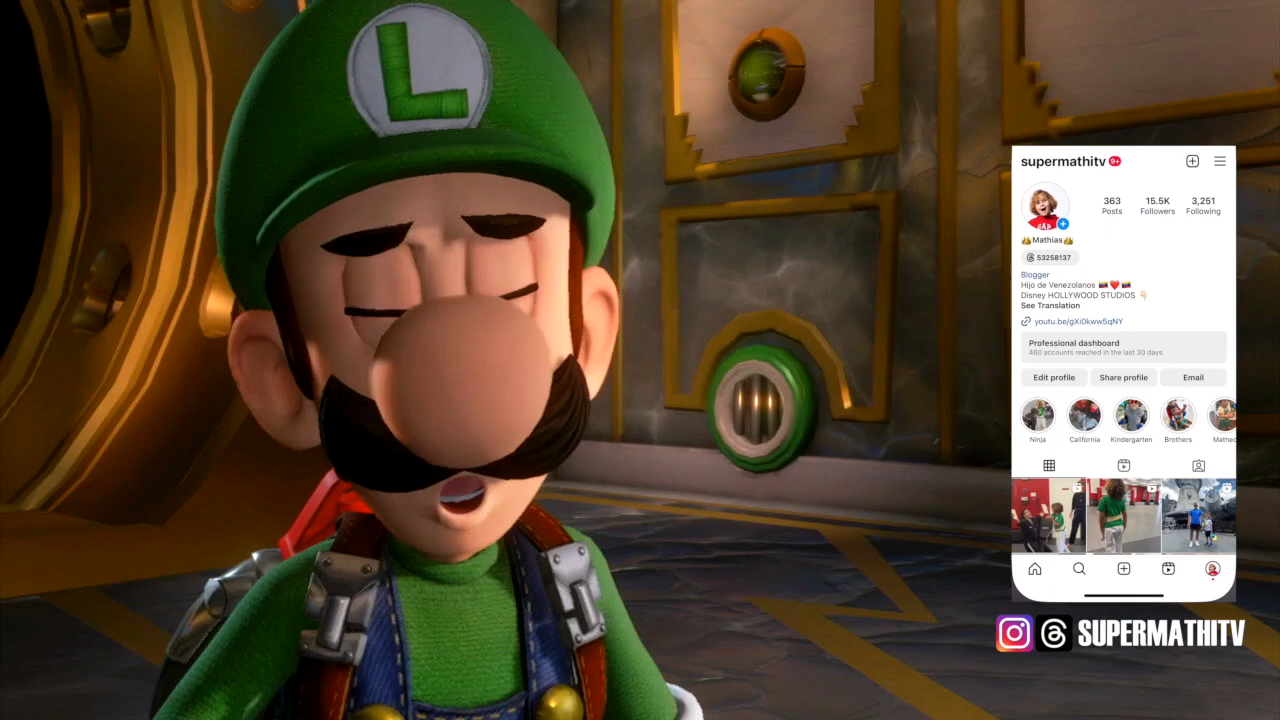 L
supermathitv 9+
363 15.5K 3,251
Posts Followers Following
👑Mathias👑
53258137
Blogger
Hijo de Venezolanos 🇻🇪 ❤️ 🇻🇪
Disney HOLLYWOOD STUDIOS 👇🏻
See Translation
youtu.be/gXi0kww5qNY
Professional dashboard
460 accounts reached in the last 30 days.
Edit profile Share profile Email
Ninja California Kindergarten Brothers Mathec
SUPERMATHITV